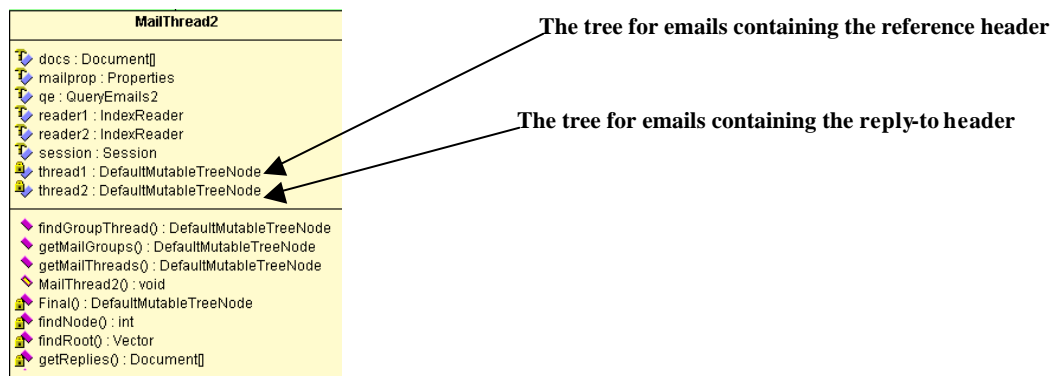 MailThread2
The tree for emails containing the reference header
docs : Document[]
mailprop : Properties
qe : QueryEmails2
reader1 : IndexReader
reader2 : IndexReader
The tree for emails containing the reply-to header
session : Session
thread1 : DefaultMutableTreeNode
thread2 : DefaultMutableTreeNode
findGroupThread() : DefaultMutableTreeNode
getMailGroups() : DefaultMutableTreeNode
getMailThreads() : DefaultMutableTreeNode
MailThread2() : void
Final() : DefaultMutableTreeNode
findNode() : int
findRoot() : Vector
getReplies() : Document[]